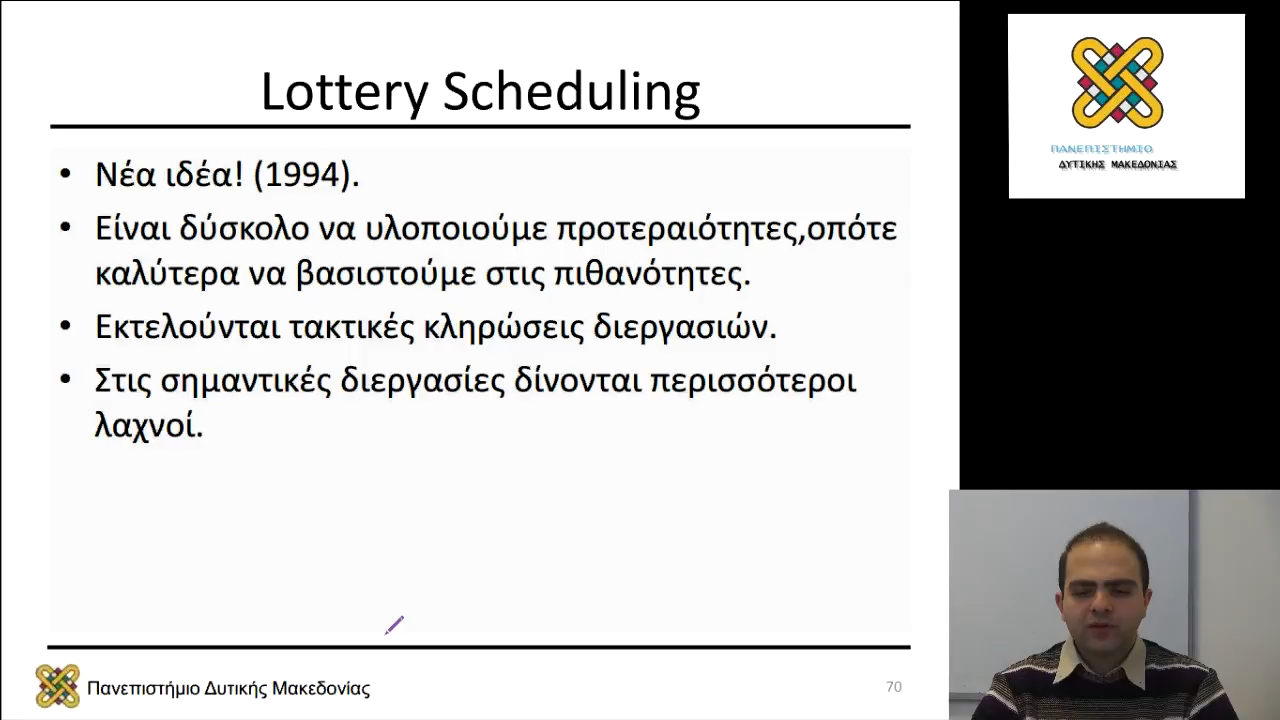 Lottery Scheduling
• Νέα ιδέα! (1994).
• Είναι δύσκολο να υλοποιούμε προτεραιότητες,οπότε
καλύτερα να βασιστούμε στις πιθανότητες.
• Εκτελούνται τακτικές κληρώσεις διεργασιών.
• Στις σημαντικές διεργασίες δίνονται περισσότεροι
λαχνοί.
Πανεπιστήμιο Δυτικής Μακεδονίας
70
ΠΑΝΕΠΙΣΤΗΜΙΟ
ΔΥΤΙΚΗΣ ΜΑΚΕΔΟΝΙΑΣ